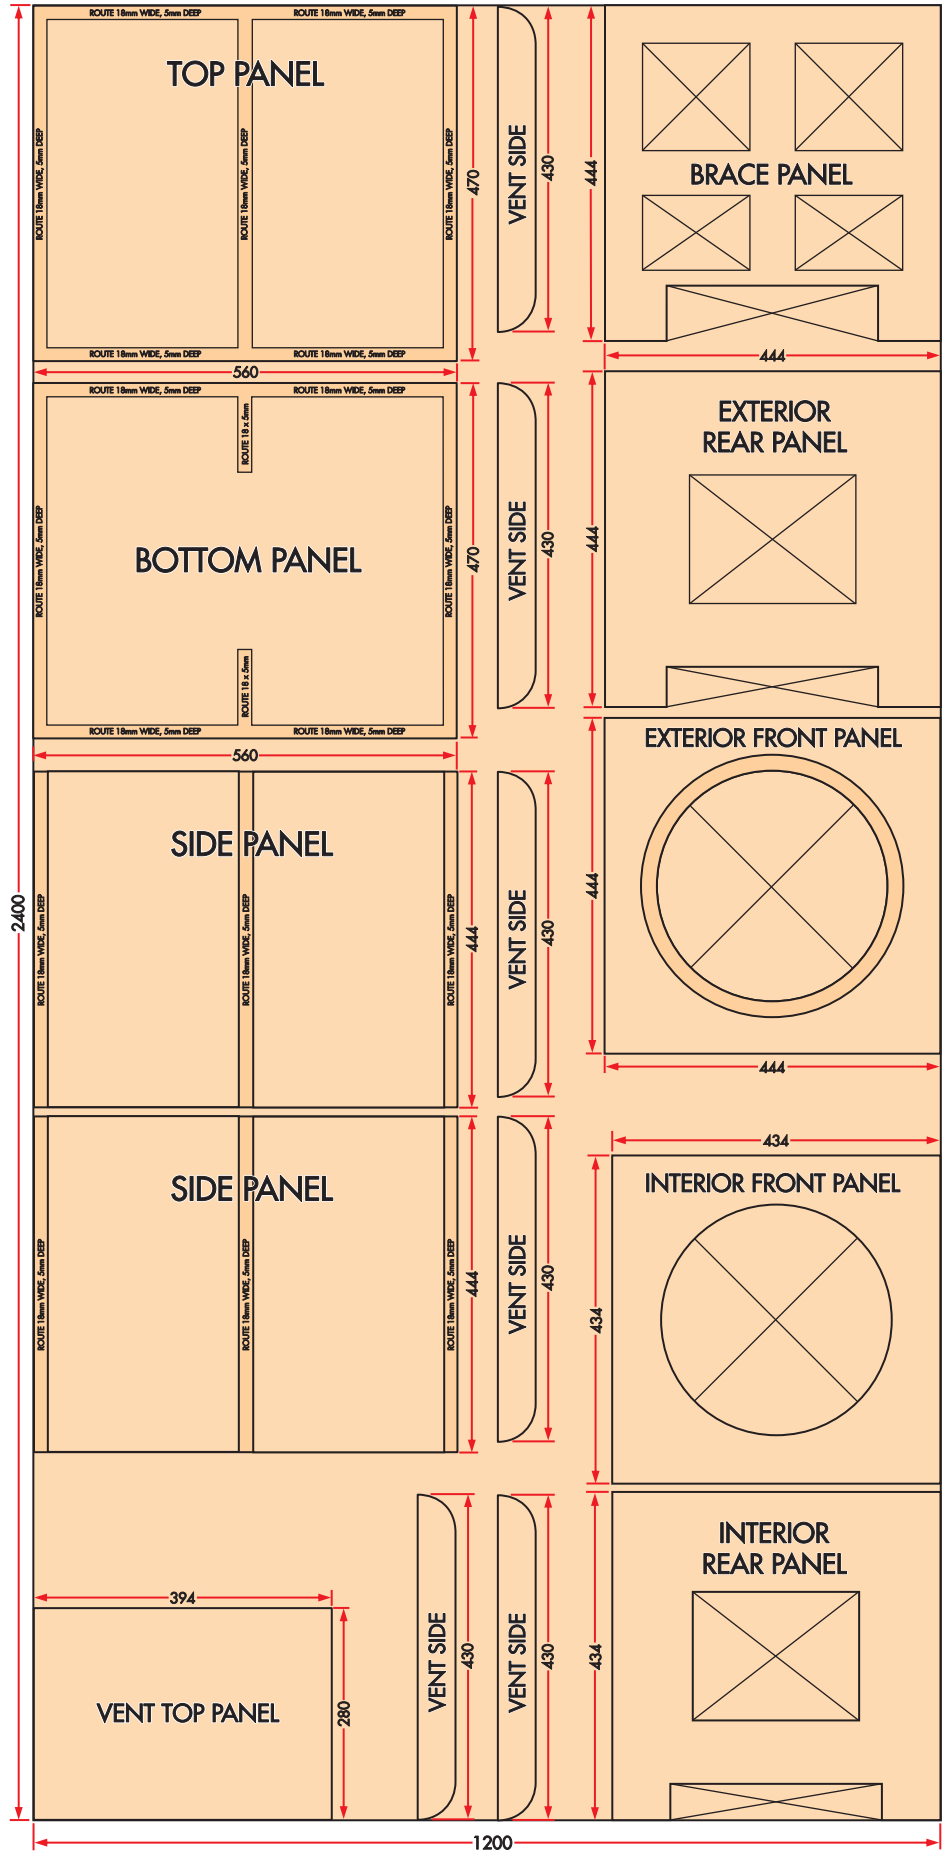 ROUTE 18mm WIDE, 5mm DEEP
ROUTE 18mm WIDE, 5mm DEEP
TOP PANEL
ROUTE 18mm WIDE, 5mm DEEP
ROUTE 18mm WIDE, 5mm DEEP
ROUTE 18mm WIDE, 5mm DEEP
470
VENT SIDE
430
444
BRACE PANEL
ROUTE 18mm WIDE, 5mm DEEP
ROUTE 18mm WIDE, 5mm DEEP
444
560
ROUTE 18mm WIDE, 5mm DEEP
ROUTE 18mm WIDE, 5mm DEEP
ROUTE 18 x 5mm
EXTERIOR
REAR PANEL
ROUTE 18mm WIDE, 5mm DEEP
BOTTOM PANEL
ROUTE 18mm WIDE, 5mm DEEP
470
VENT SIDE
430
444
ROUTE 18 x 5mm
ROUTE 18mm WIDE, 5mm DEEP
ROUTE 18mm WIDE, 5mm DEEP
560
EXTERIOR FRONT PANEL
SIDE PANEL
2400
ROUTE 18mm WIDE, 5mm DEEP
ROUTE 18mm WIDE, 5mm DEEP
ROUTE 18mm WIDE, 5mm DEEP
444
VENT SIDE
430
444
444
434
SIDE PANEL
INTERIOR FRONT PANEL
ROUTE 18mm WIDE, 5mm DEEP
ROUTE 18mm WIDE, 5mm DEEP
ROUTE 18mm WIDE, 5mm DEEP
444
VENT SIDE
430
434
INTERIOR
REAR PANEL
394
VENT TOP PANEL
280
VENT SIDE
430
VENT SIDE
430
434
1200